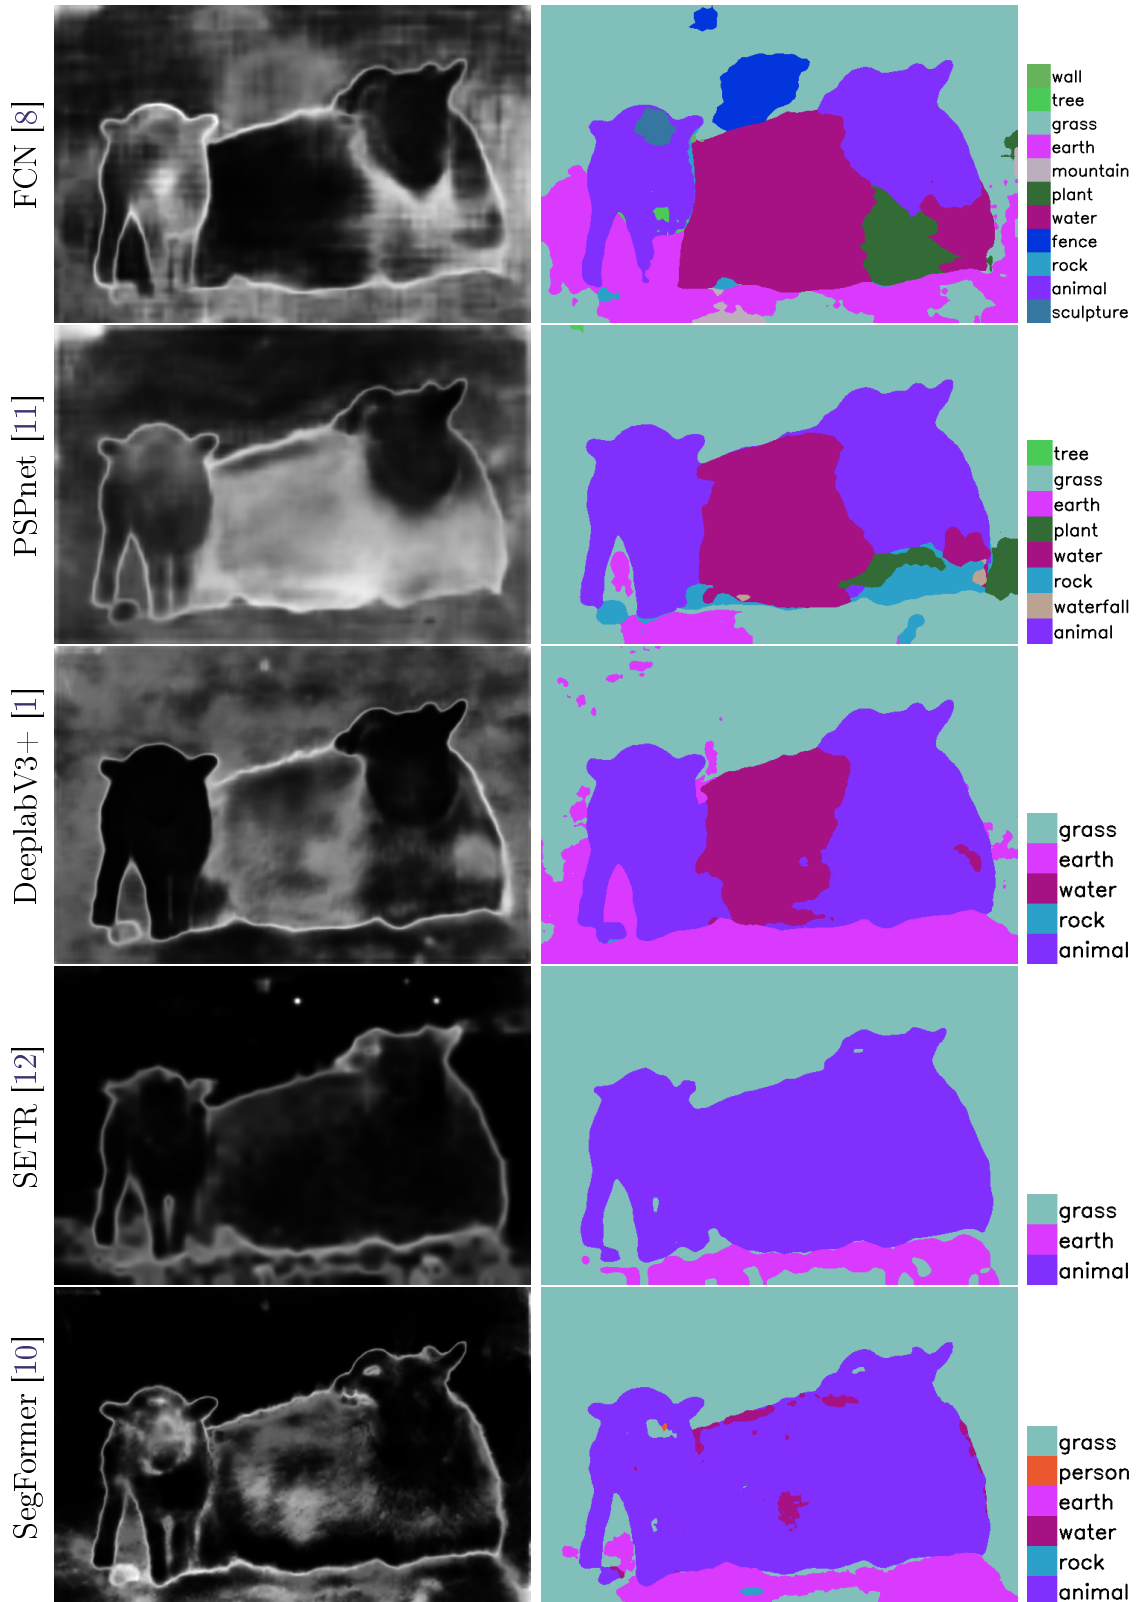 FCN [8]
wall
tree
grass
earth
mountain
plant
water
fence
rock
animal
sculpture
PSPnet [11]
tree
grass
earth
plant
water
rock
waterfall
animal
DeeplabV3+ [1]
grass
earth
water
rock
animal
SETR [12]
grass
earth
animal
SegFormer [10]
grass
person
earth
water
rock
animal